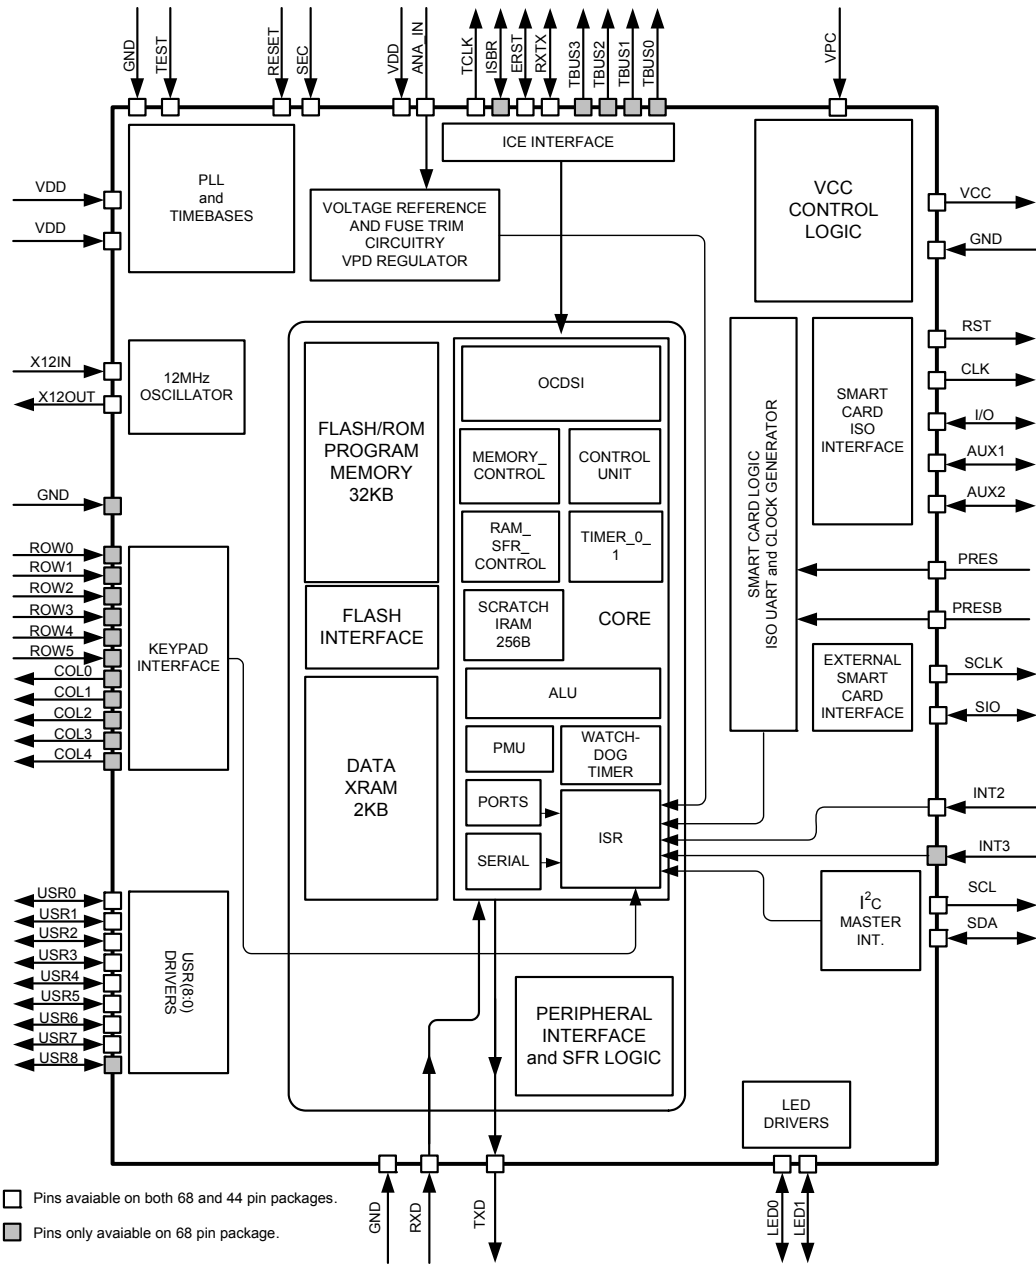 GND
TEST
RESET
SEC
VDD
ANA_IN
TCLK
ISBR
ERST
RXTX
TBUS3
TBUS2
TBUS1
TBUS0
VPC
PLL
and
TIMEBASES
ICE INTERFACE
VOLTAGE REFERENCE
AND FUSE TRIM
CIRCUITRY
VPD REGULATOR
VCC
CONTROL
LOGIC
VDD
VDD
VCC
GND
X12IN
X12OUT
12MHz
OSCILLATOR
GND
FLASH/ROM
PROGRAM
MEMORY
32KB
FLASH
INTERFACE
DATA
XRAM
2KB
OCDSI
MEMORY_
CONTROL
CONTROL
UNIT
RAM_
SFR_
CONTROL
TIMER_0_
1
SCRATCH
IRAM
256B
CORE
ALU
PMU
WATCH-
DOG
TIMER
PORTS
SERIAL
ISR
SMART CARD LOGIC
ISO UART and CLOCK GENERATOR
SMART
CARD
ISO
INTERFACE
RST
CLK
I/O
AUX1
AUX2
PRES
PRESB
EXTERNAL
SMART
CARD
INTERFACE
SCLK
SIO
INT2
INT3
I2C
MASTER
INT.
SCL
SDA
ROW0
ROW1
ROW2
ROW3
ROW4
ROW5
COL0
COL1
COL2
COL3
COL4
KEYPAD
INTERFACE
USR0
USR1
USR2
USR3
USR4
USR5
USR6
USR7
USR8
USR(8:0)
DRIVERS
PERIPHERAL
INTERFACE
and SFR LOGIC
LED
DRIVERS
GND
RXD
TXD
LED0
LED1
Pins avaiable on both 68 and 44 pin packages.
Pins only avaiable on 68 pin package.